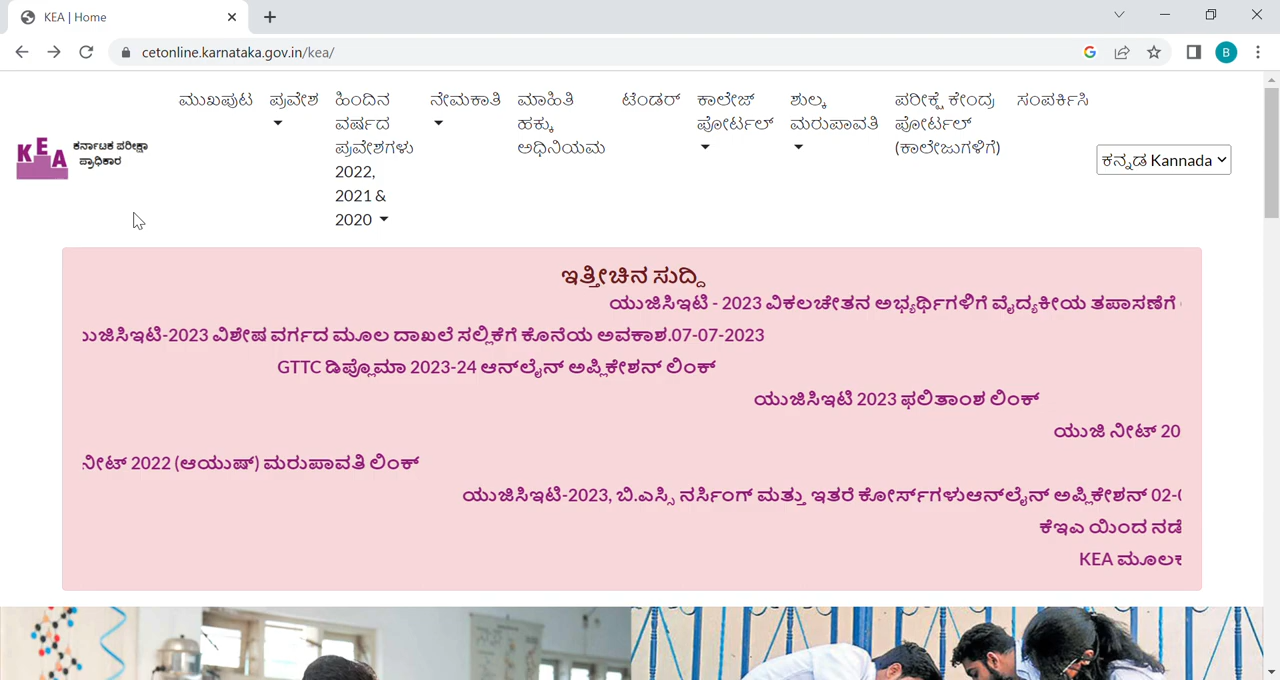 KEA | Home
cetonline.karnataka.gov.in/kea/
B
KEA
ಕರ್ನಾಟಕ ಪರೀಕ್ಷಾ
ಪ್ರಾಧಿಕಾರ
ಮುಖಪುಟ
ಪ್ರವೇಶ
ಹಿಂದಿನ
ವರ್ಷದ
ಪ್ರವೇಶಗಳು
2022,
2021 &
2020
ನೇಮಕಾತಿ
ಮಾಹಿತಿ
ಹಕ್ಕು
ಅಧಿನಿಯಮ
ಟೆಂಡರ್
ಕಾಲೇಜ್
ಪೋರ್ಟಲ್
ಶುಲ್ಕ
ಮರುಪಾವತಿ
ಪರೀಕ್ಷೆ ಕೇಂದ್ರ
ಪೋರ್ಟಲ್
(ಕಾಲೇಜುಗಳಿಗೆ)
ಸಂಪರ್ಕಿಸಿ
ಕನ್ನಡ Kannada
ಇತ್ತೀಚಿನ ಸುದ್ದಿ
ಯುಜಿಸಿಇಟಿ - 2023 ವಿಕಲಚೇತನ ಅಭ್ಯರ್ಥಿಗಳಿಗೆ ವೈದ್ಯಕೀಯ ತಪಾಸಣೆಗೆ
ಯುಜಿಸಿಇಟಿ-2023 ವಿಶೇಷ ವರ್ಗದ ಮೂಲ ದಾಖಲೆ ಸಲ್ಲಿಕೆಗೆ ಕೊನೆಯ ಅವಕಾಶ.07-07-2023
GTTC ಡಿಪ್ಲೊಮಾ 2023-24 ಆನ್‌ಲೈನ್ ಅಪ್ಲಿಕೇಶನ್ ಲಿಂಕ್
ಯುಜಿಸಿಇಟಿ 2023 ಫಲಿತಾಂಶ ಲಿಂಕ್
ಯುಜಿ ನೀಟ್ 20
ನೀಟ್ 2022 (ಆಯುಷ್) ಮರುಪಾವತಿ ಲಿಂಕ್
ಯುಜಿಸಿಇಟಿ-2023, ಬಿ.ಎಸ್ಸಿ ನರ್ಸಿಂಗ್ ಮತ್ತು ಇತರೆ ಕೋರ್ಸ್‌ಗಳುಆನ್‌ಲೈನ್ ಅಪ್ಲಿಕೇಶನ್ 02-
ಕೆಇಎ ಯಿಂದ ನಡೆ
KEA ಮೂಲಕ